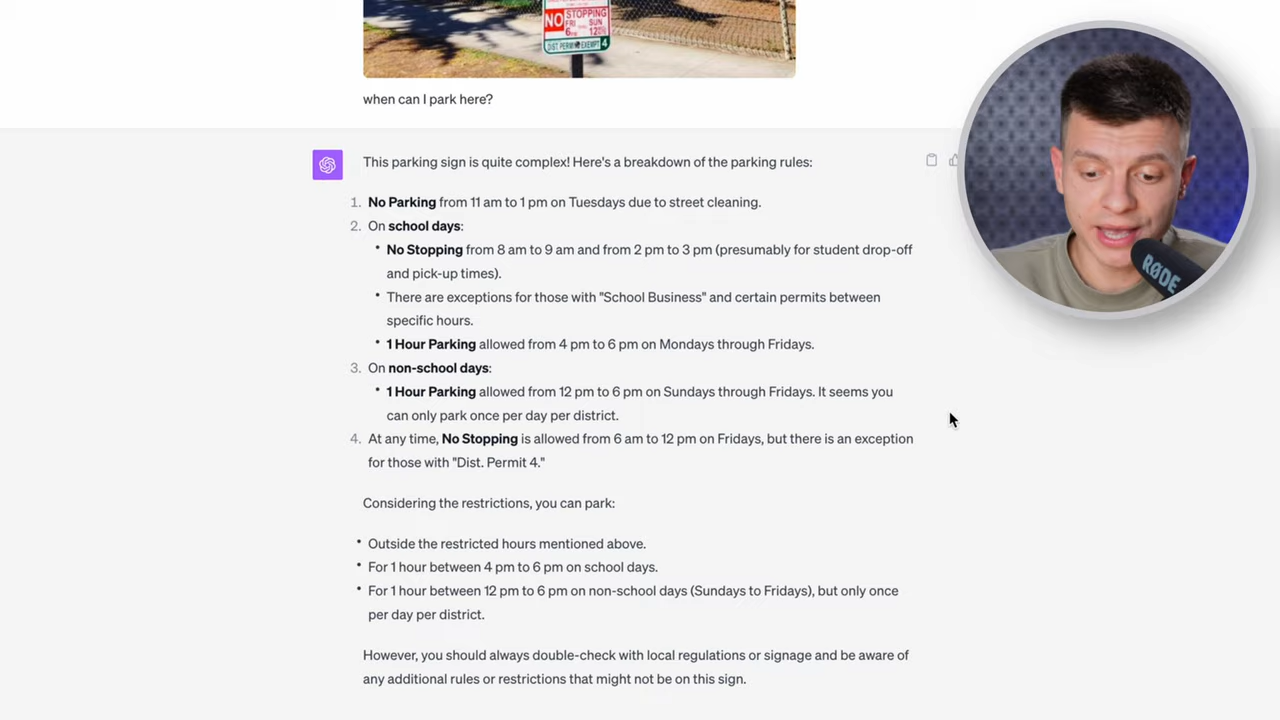 NO STOPPING
FRI SUN
DIST. PERMIT EXEMPT 4
when can I park here?
This parking sign is quite complex! Here's a breakdown of the parking rules:
1. No Parking from 11 am to 1 pm on Tuesdays due to street cleaning.
2. On school days:
• No Stopping from 8 am to 9 am and from 2 pm to 3 pm (presumably for student drop-off
and pick-up times).
• There are exceptions for those with "School Business" and certain permits between
specific hours.
• 1 Hour Parking allowed from 4 pm to 6 pm on Mondays through Fridays.
3. On non-school days:
• 1 Hour Parking allowed from 12 pm to 6 pm on Sundays through Fridays. It seems you
can only park once per day per district.
4. At any time, No Stopping is allowed from 6 am to 12 pm on Fridays, but there is an exception
for those with "Dist. Permit 4."
Considering the restrictions, you can park:
• Outside the restricted hours mentioned above.
• For 1 hour between 4 pm to 6 pm on school days.
• For 1 hour between 12 pm to 6 pm on non-school days (Sundays to Fridays), but only once
per day per district.
However, you should always double-check with local regulations or signage and be aware of
any additional rules or restrictions that might not be on this sign.
RØDE